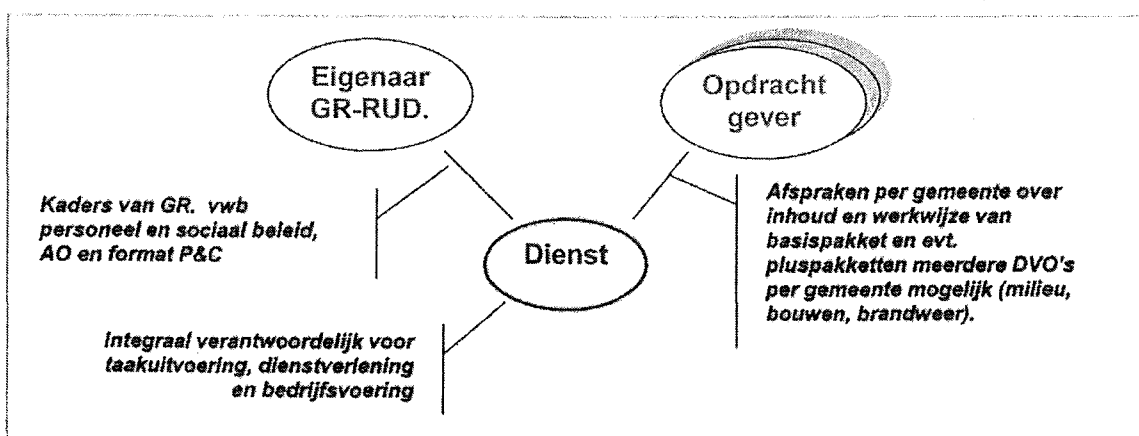 Eigenaar
GR-RUD.
Opdracht
gever
Kaders van GR. vwb
personeel en sociaal beleid,
AO en format P&C
Dienst
Afspraken per gemeente over
inhoud en werkwijze van
basispakket en evt.
pluspakketten meerdere DVO's
per gemeente mogelijk (milieu,
bouwen, brandweer).
Integraal verantwoordelijk voor
taakuitvoering, dienstverlening
en bedrijfsvoering